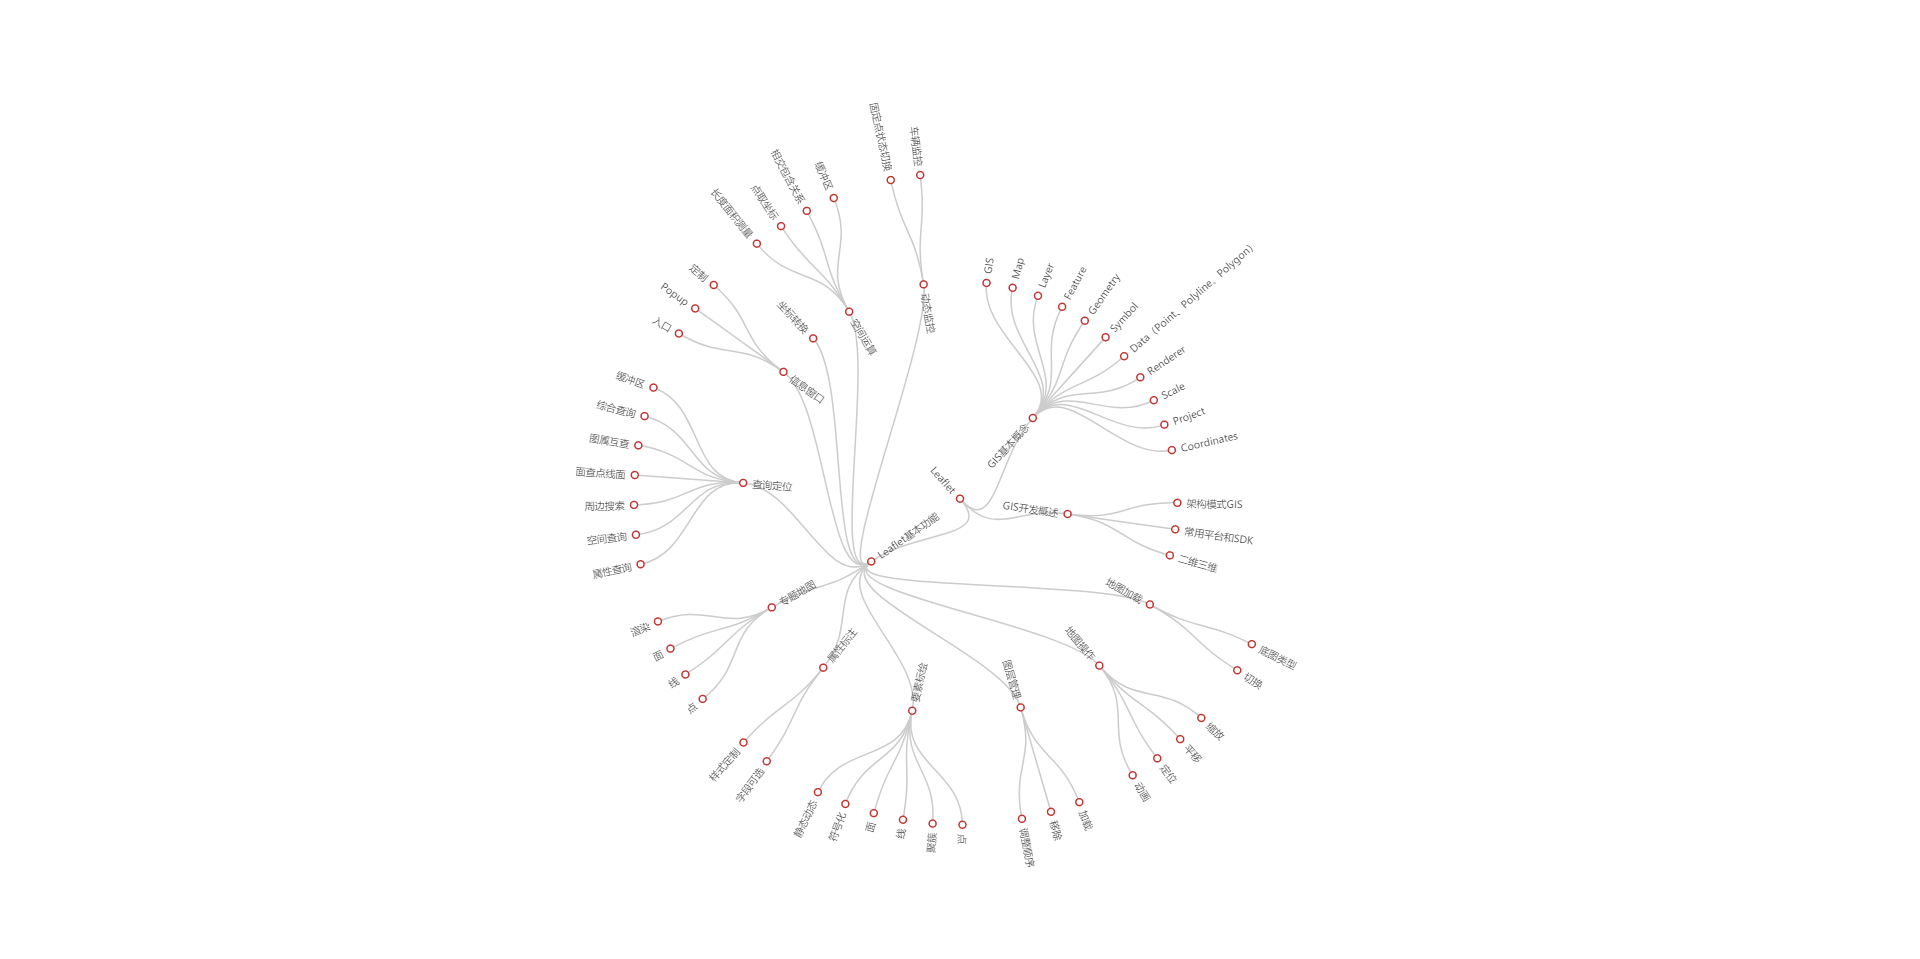 Leaflet
GIS基本概念
GIS
Map
Layer
Feature
Geometry
Symbol
Data（Point、Polyline、Polygon）
Renderer
Scale
Project
Coordinates
GIS开发概述
架构模式GIS
常用平台和SDK
二维三维
Leaflet基本功能
地图加载
底图类型
切换
地图操作
缩放
平移
定位
动画
图层管理
加载
移除
调整顺序
要素标绘
点
聚簇
线
面
符号化
静态动态
属性标注
字段可选
样式定制
专题地图
点
线
面
渲染
查询定位
属性查询
空间查询
周边搜索
面查点线面
图属互查
综合查询
缓冲区
信息窗口
入口
Popup
定制
坐标转换
空间运算
长度面积测量
点取坐标
相交包含关系
缓冲区
动态监控
固定点状态切换
车辆监控